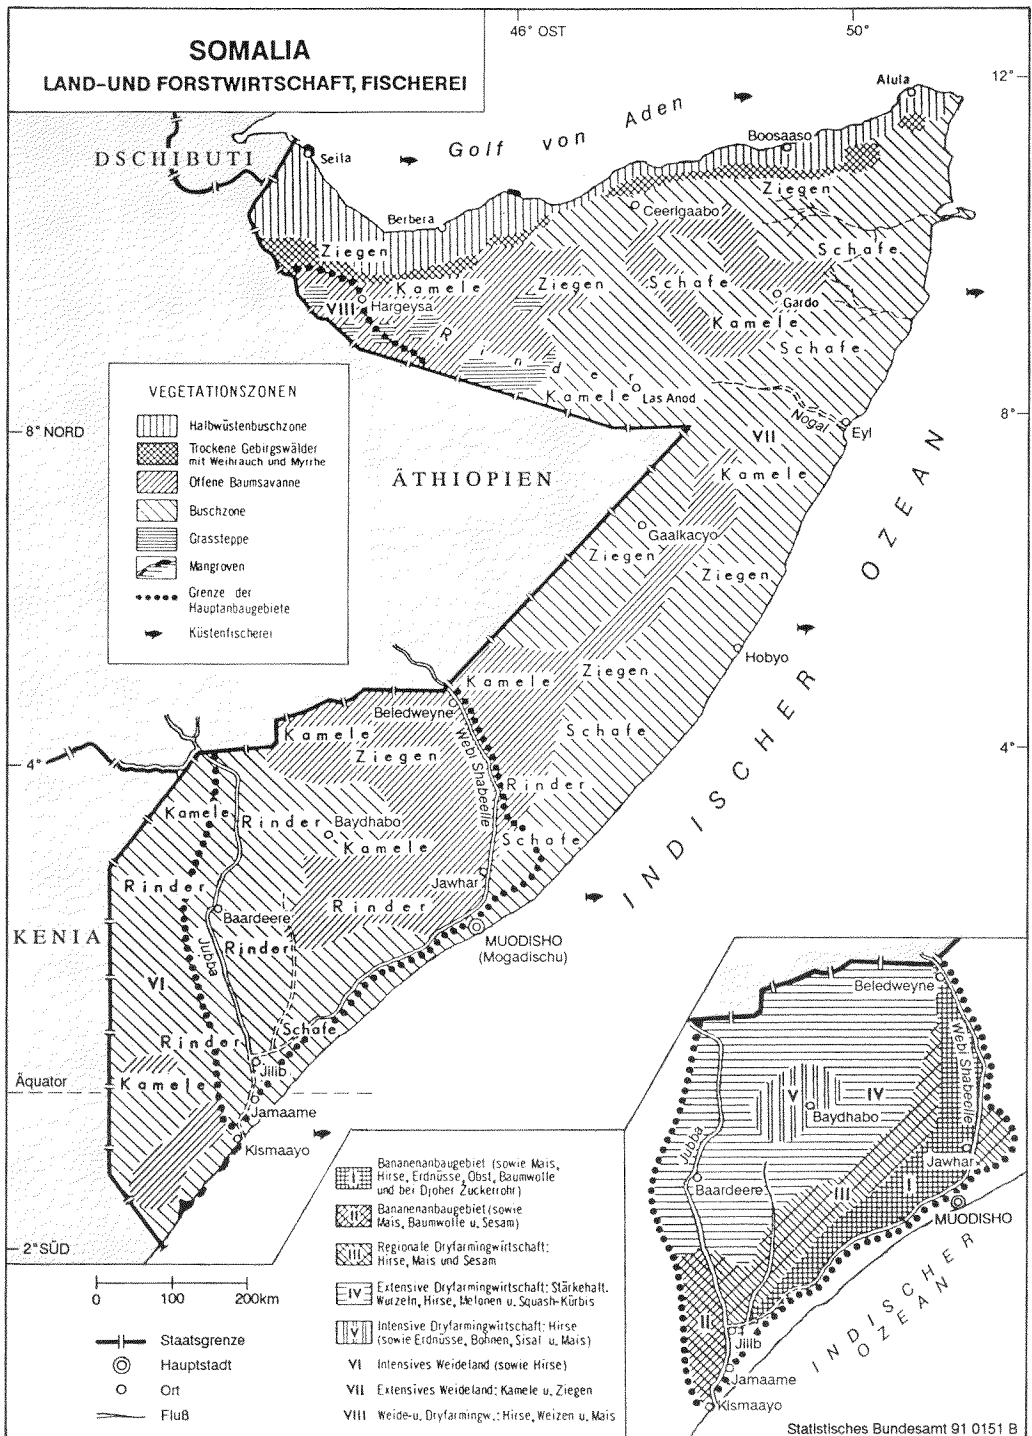 SOMALIA
LAND-UND FORSTWIRTSCHAFT, FISCHEREI
46° OST
50°
12°
Alula
Golf von Aden
Boosaaso
DSCHIBUTI
Seila
Ziegen
Ceerigaabo
Berbera
Schafe
Ziegen
Kamele
Ziegen
Schafe
VIII
Hargeysa
Gardo
Kamele
Rinder
Schafe
Kamele
Las Anod
8°
Nogal
Eyl
VII
VEGETATIONSZONEN
Halbwüstenbuschzone
Trockene Gebirgswälder
mit Weihrauch und Myrrhe
Offene Baumsavanne
Buschzone
Grassteppe
Mangroven
Grenze der
Hauptanbaugebiete
Küstenfischerei
8° NORD
ÄTHIOPIEN
Kamele
Gaalkacyo
Ziegen
Ziegen
INDISCHER OZEAN
Hobyo
Kamele
Ziegen
Beledweyne
Kamele
Ziegen
Schafe
Webi Shabeelle
4°
4°
Rinder
Kamele
Rinder
Baydhabo
Kamele
Schafe
Jawhar
Rinder
Rinder
Baardeere
KENIA
Jubba
Rinder
MUQDISHO
(Mogadischu)
VI
Schafe
Rinder
Jilib
Äquator
Kamele
Jamaame
Kismaayo
2° SÜD
0 100 200km
Staatsgrenze
Hauptstadt
Ort
Fluß
I Bananenanbaugebiet (sowie Mais,
Hirse, Erdnüsse, Obst, Baumwolle
und bei Djoher Zuckerrohr)
II Bananenanbaugebiet (sowie
Mais, Baumwolle u. Sesam)
III Regionale Dryfarmingwirtschaft:
Hirse, Mais und Sesam
IV Extensive Dryfarmingwirtschaft: Stärkehalt.
Wurzeln, Hirse, Melonen u. Squash-Kürbis
V Intensive Dryfarmingwirtschaft: Hirse
(sowie Erdnüsse, Bohnen, Sisal u. Mais)
VI Intensives Weideland (sowie Hirse)
VII Extensives Weideland: Kamele u. Ziegen
VIII Weide-u. Dryfarmingw.: Hirse, Weizen u. Mais
Beledweyne
Webi Shabeelle
V
IV
Baydhabo
Jubba
Jawhar
Baardeere
III
I
MUQDISHO
II
Jilib
Jamaame
Kismaayo
INDISCHER
OZEAN
Statistisches Bundesamt 91 0151 B